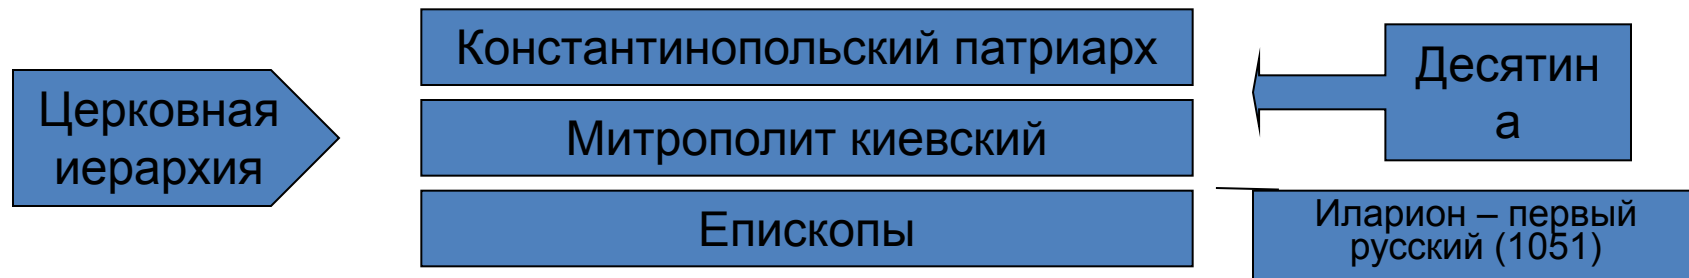 Церковная
иерархия
Константинопольский патриарх
Митрополит киевский
Епископы
Десятин
а
Иларион – первый
русский (1051)